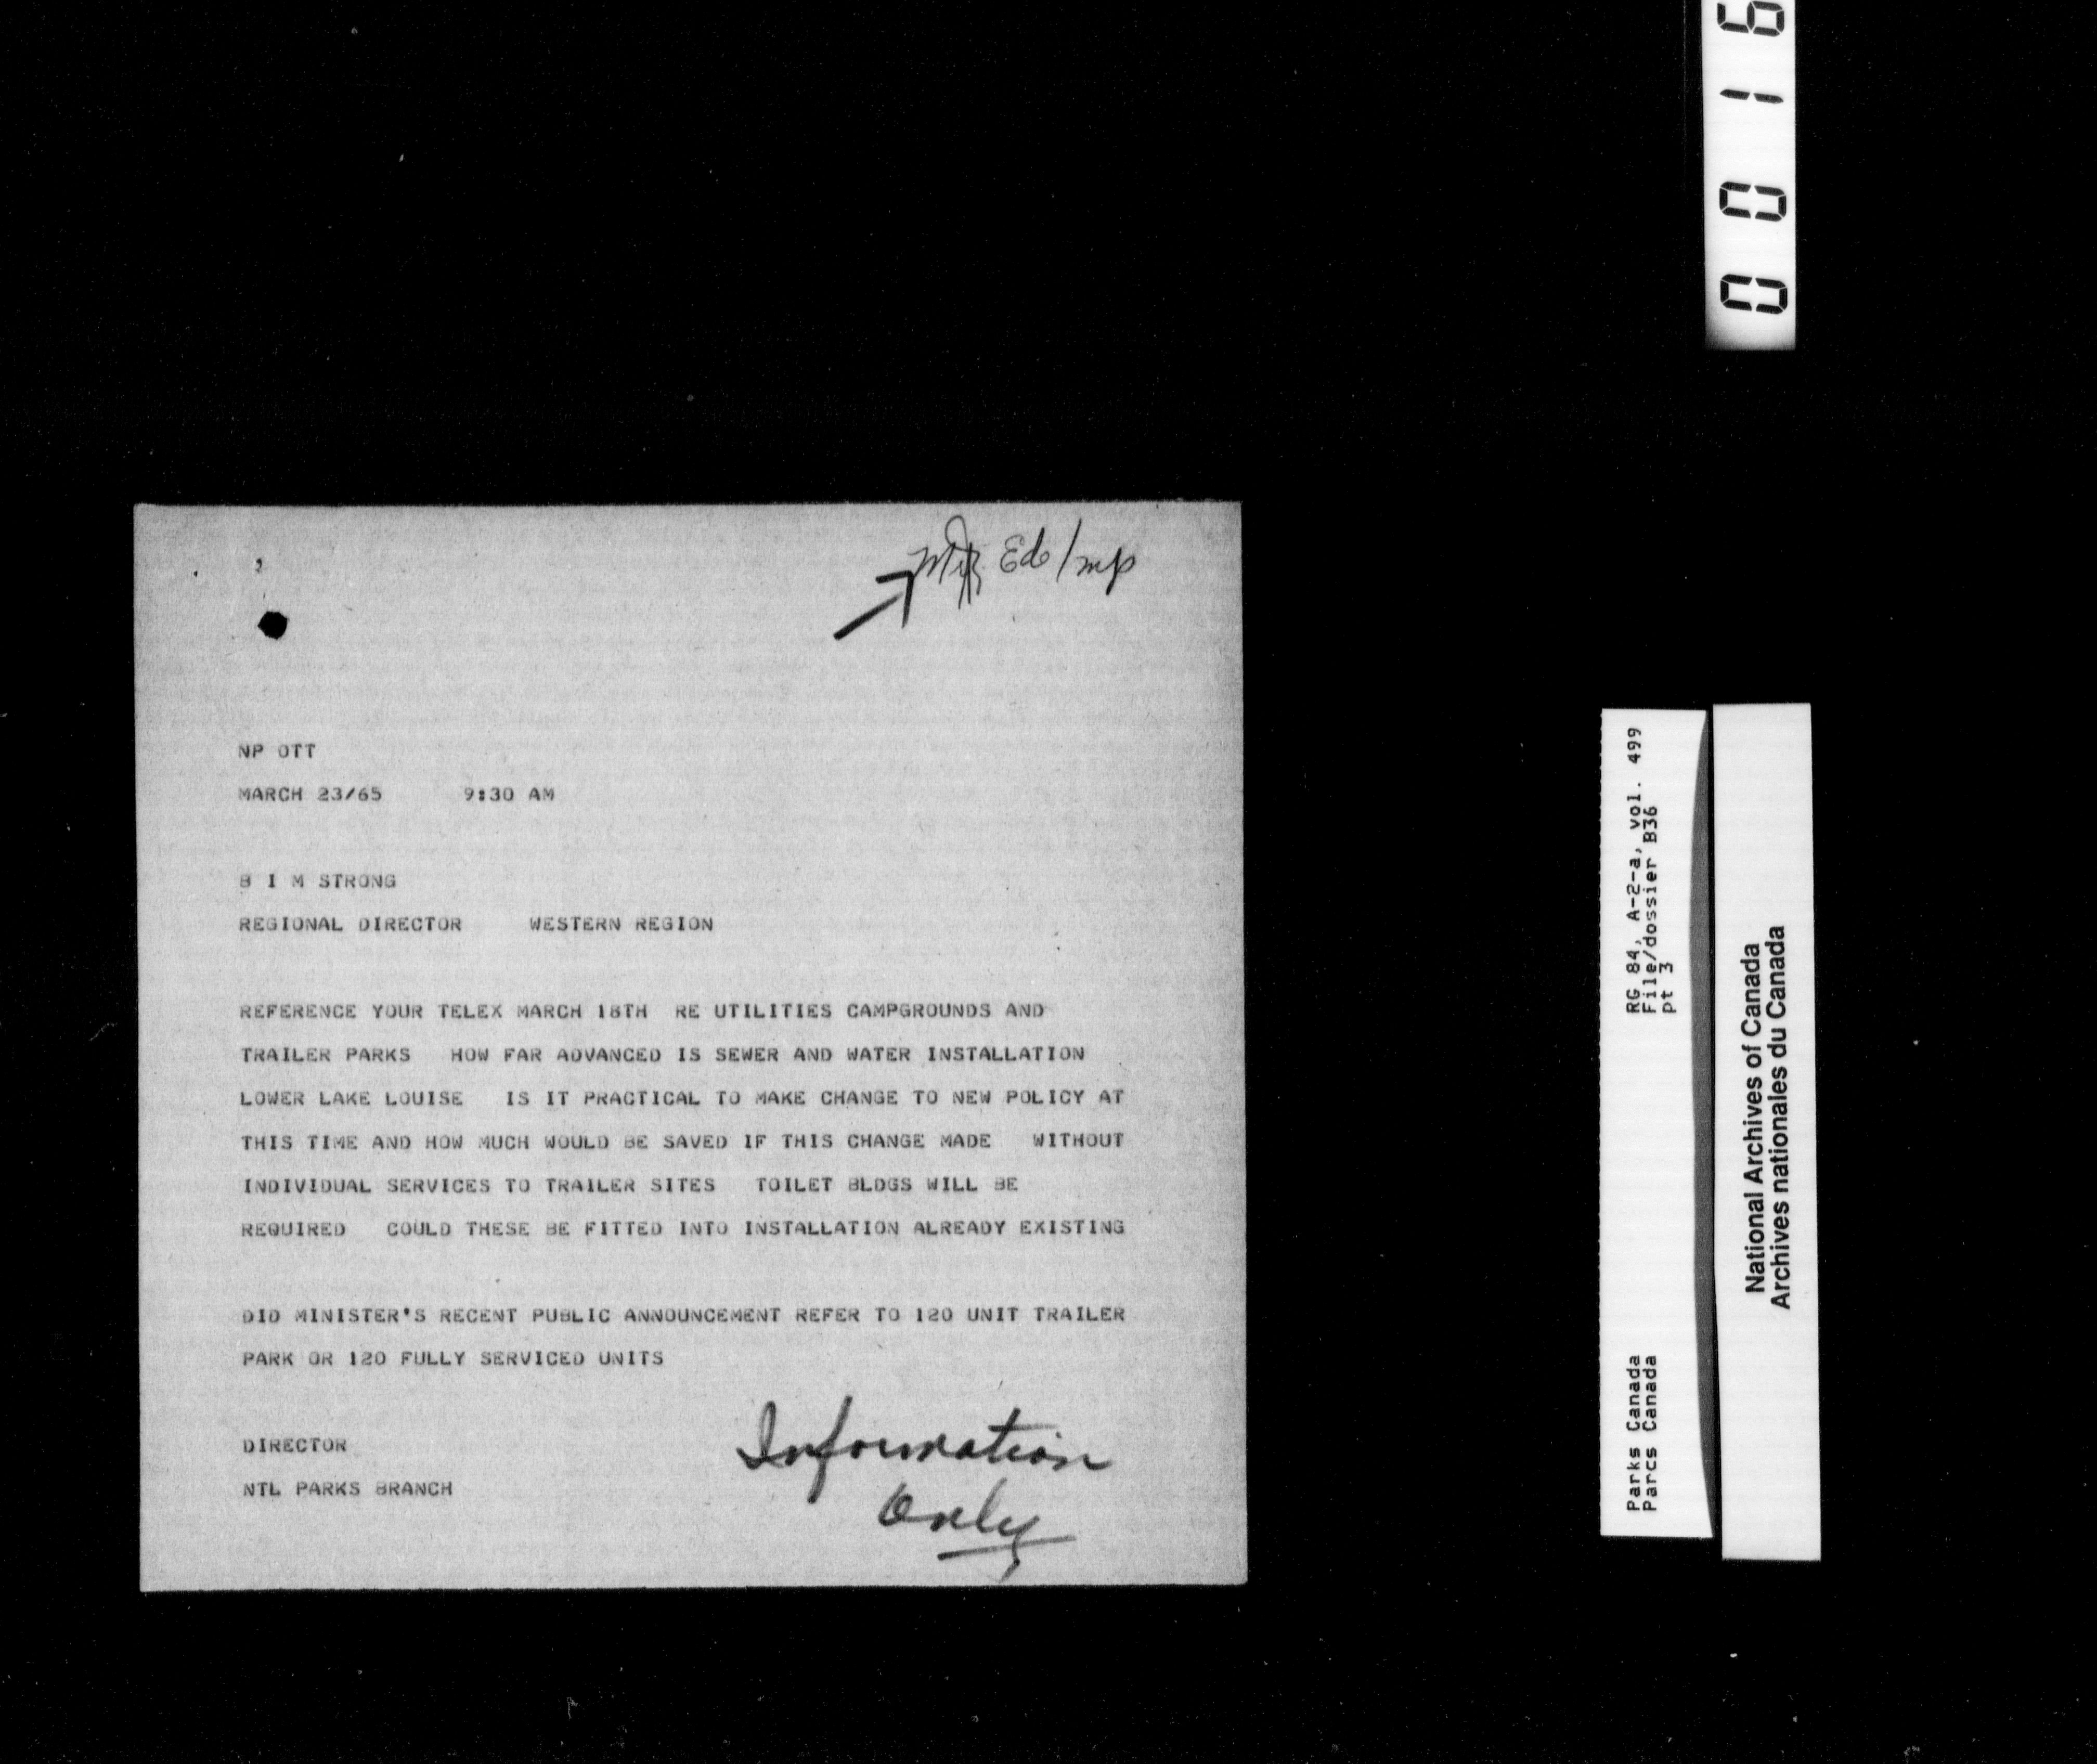 Ed/mp
NP OTT
MARCH 23/65 9:30 AM
B I M STRONG
REGIONAL DIRECTOR WESTERN REGION
REFERENCE YOUR TELEX MARCH 18TH RE UTILITIES CAMPGROUNDS AND
TRAILER PARKS HOW FAR ADVANCED IS SEWER AND WATER INSTALLATION
LOWER LAKE LOUISE IS IT PRACTICAL TO MAKE CHANGE TO NEW POLICY AT
THIS TIME AND HOW MUCH WOULD BE SAVED IF THIS CHANGE MADE WITHOUT
INDIVIDUAL SERVICES TO TRAILER SITES TOILET BLDGS WILL BE
REQUIRED COULD THESE BE FITTED INTO INSTALLATION ALREADY EXISTING
DID MINISTER'S RECENT PUBLIC ANNOUNCEMENT REFER TO 120 UNIT TRAILER
PARK OR 120 FULLY SERVICED UNITS
DIRECTOR
NTL PARKS BRANCH
Information
Only
0016
RG 84, A-2-a, vol. 499
File/dossier B36
pt 3
Parks Canada
Parcs Canada
National Archives of Canada
Archives nationales du Canada